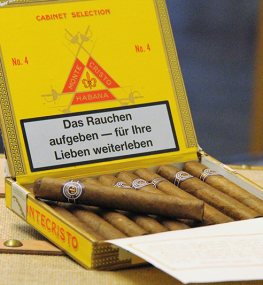 CABINET SELECTION
No. 4
No. 4
MONTE
CRISTO
HABANA
Das Rauchen
aufgeben — für Ihre
Lieben weiterleben
NTECRISTO